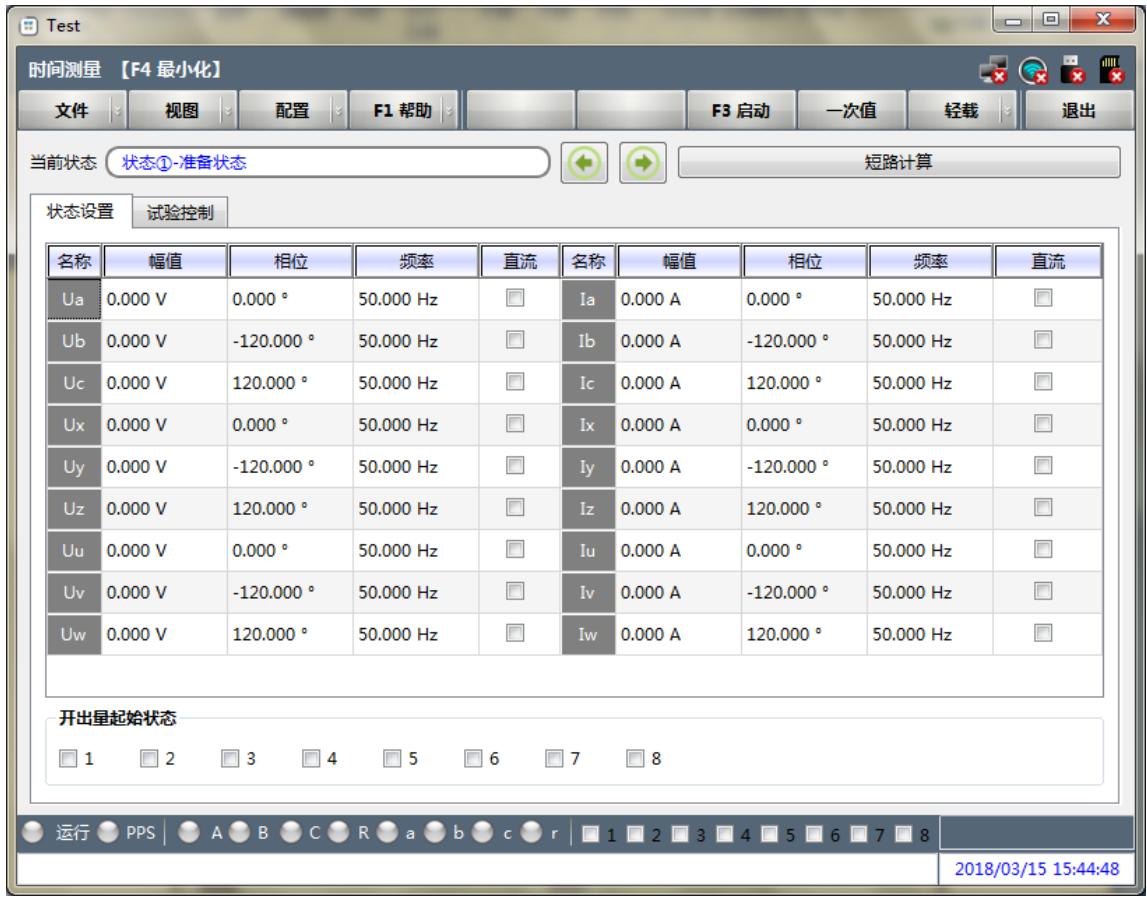 Test
时间测量 【F4 最小化】
文件 视图 配置 F1 帮助 F3 启动 一次值 轻载 退出
当前状态 状态①-准备状态 短路计算
状态设置 试验控制
名称 幅值 相位 频率 直流 名称 幅值 相位 频率 直流
Ua 0.000 V 0.000 ° 50.000 Hz Ia 0.000 A 0.000 ° 50.000 Hz
Ub 0.000 V -120.000 ° 50.000 Hz Ib 0.000 A -120.000 ° 50.000 Hz
Uc 0.000 V 120.000 ° 50.000 Hz Ic 0.000 A 120.000 ° 50.000 Hz
Ux 0.000 V 0.000 ° 50.000 Hz Ix 0.000 A 0.000 ° 50.000 Hz
Uy 0.000 V -120.000 ° 50.000 Hz Iy 0.000 A -120.000 ° 50.000 Hz
Uz 0.000 V 120.000 ° 50.000 Hz Iz 0.000 A 120.000 ° 50.000 Hz
Uu 0.000 V 0.000 ° 50.000 Hz Iu 0.000 A 0.000 ° 50.000 Hz
Uv 0.000 V -120.000 ° 50.000 Hz Iv 0.000 A -120.000 ° 50.000 Hz
Uw 0.000 V 120.000 ° 50.000 Hz Iw 0.000 A 120.000 ° 50.000 Hz
开出量起始状态
1 2 3 4 5 6 7 8
运行 PPS A B C R a b c r 1 2 3 4 5 6 7 8
2018/03/15 15:44:48